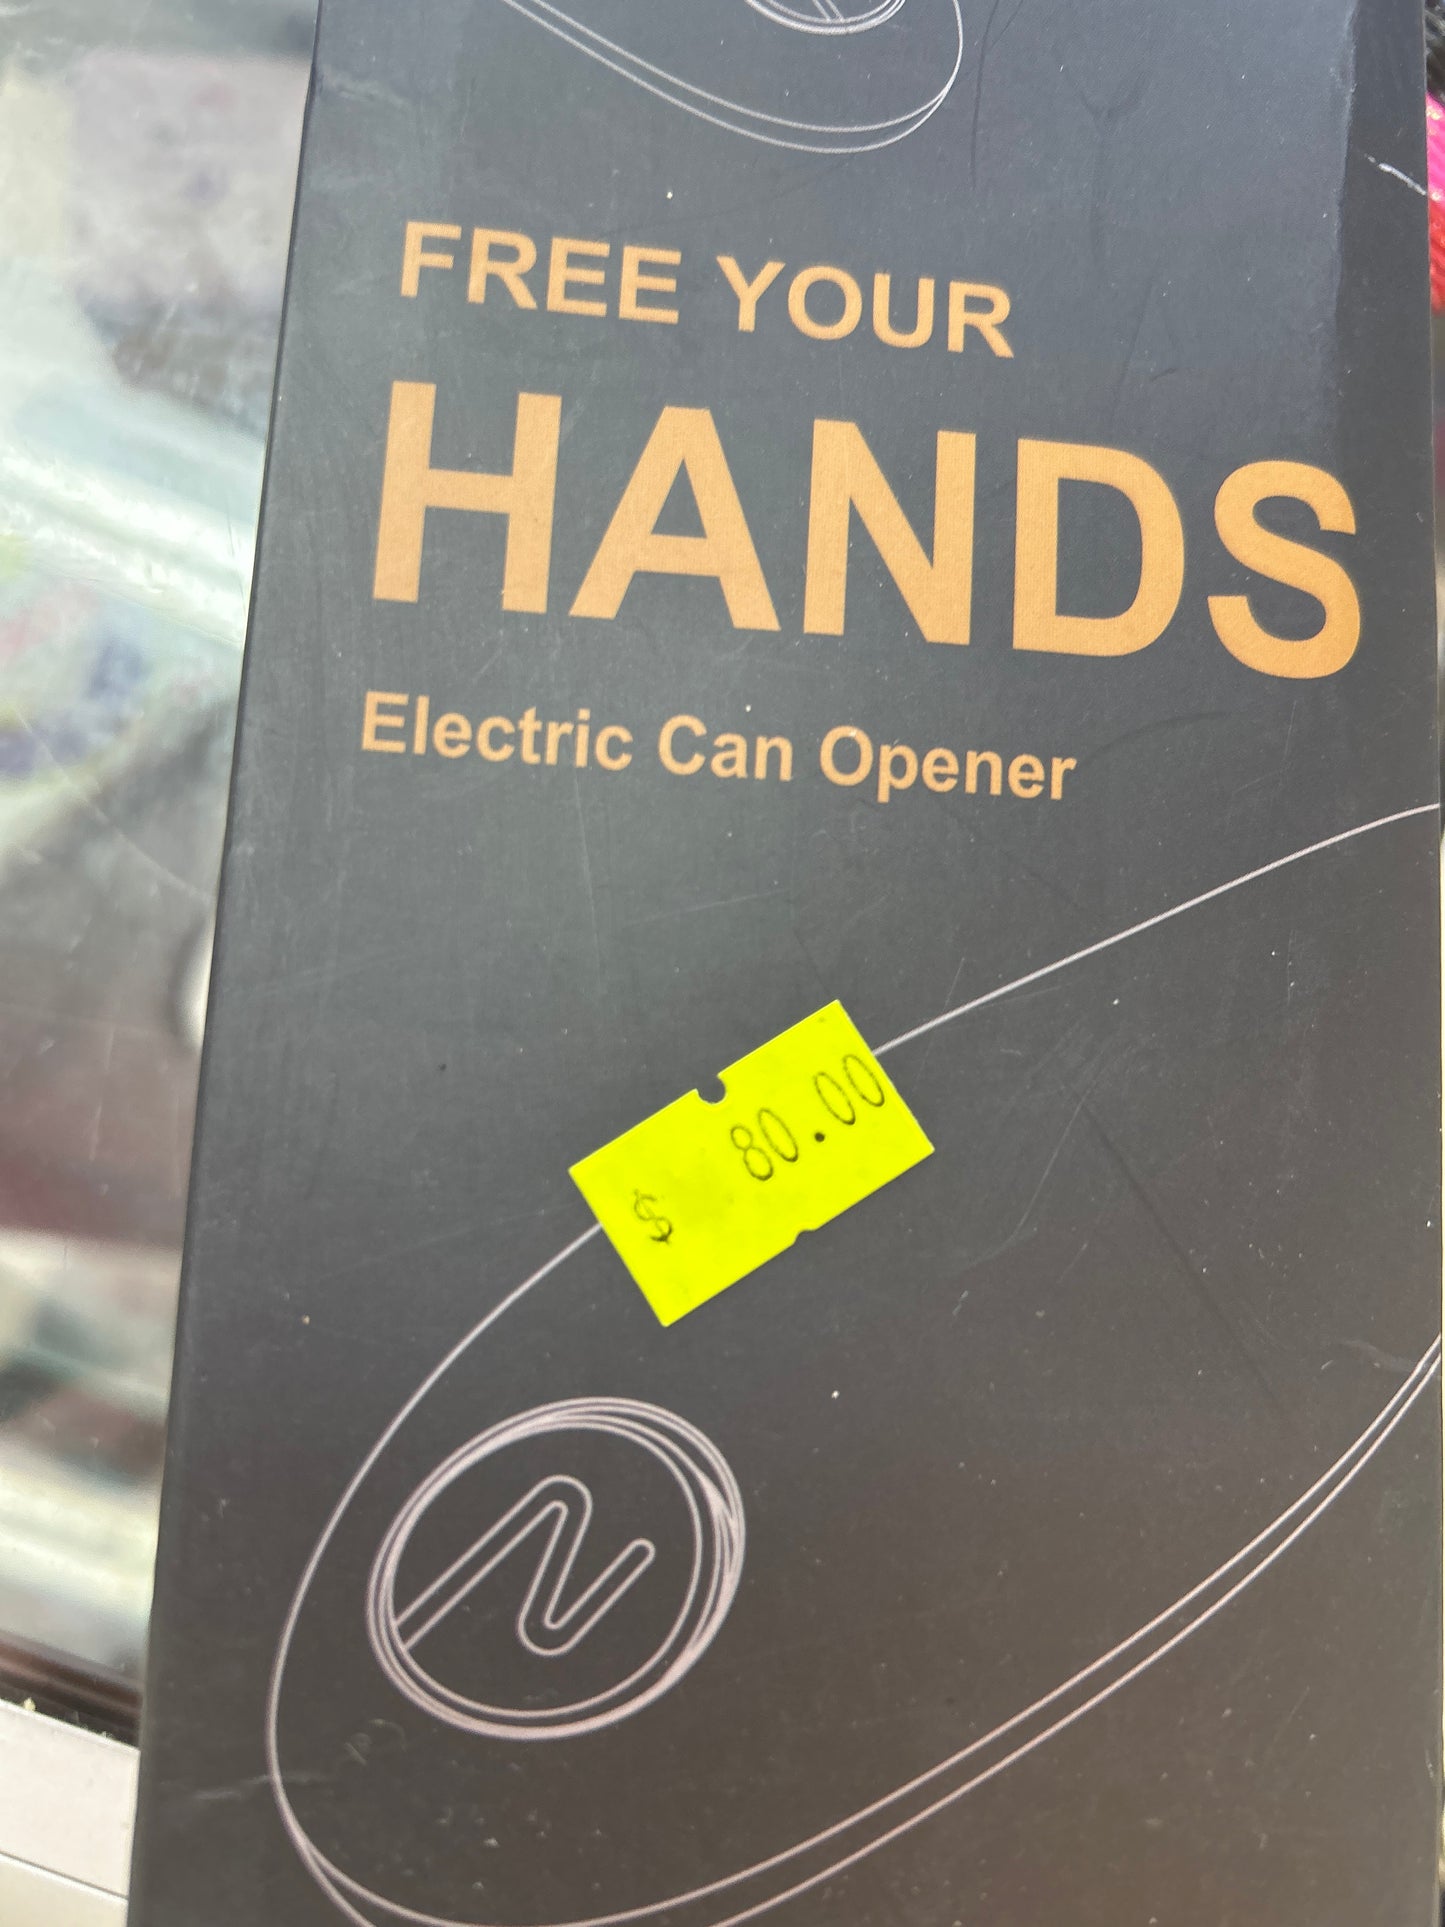 FREE YOUR
HANDS
Electric Can Opener
$ 80.00